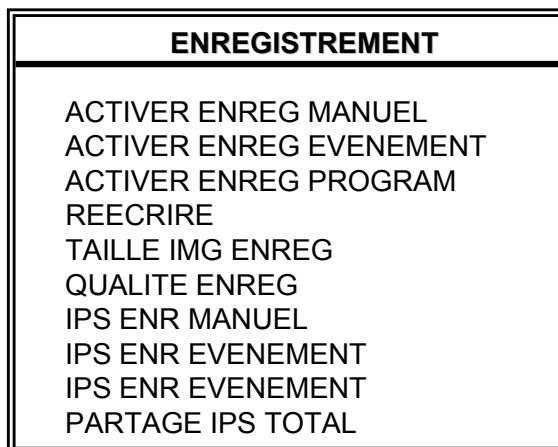 ENREGISTREMENT
ACTIVER ENREG MANUEL
ACTIVER ENREG EVENEMENT
ACTIVER ENREG PROGRAM
REECRIRE
TAILLE IMG ENREG
QUALITE ENREG
IPS ENR MANUEL
IPS ENR EVENEMENT
IPS ENR EVENEMENT
PARTAGE IPS TOTAL